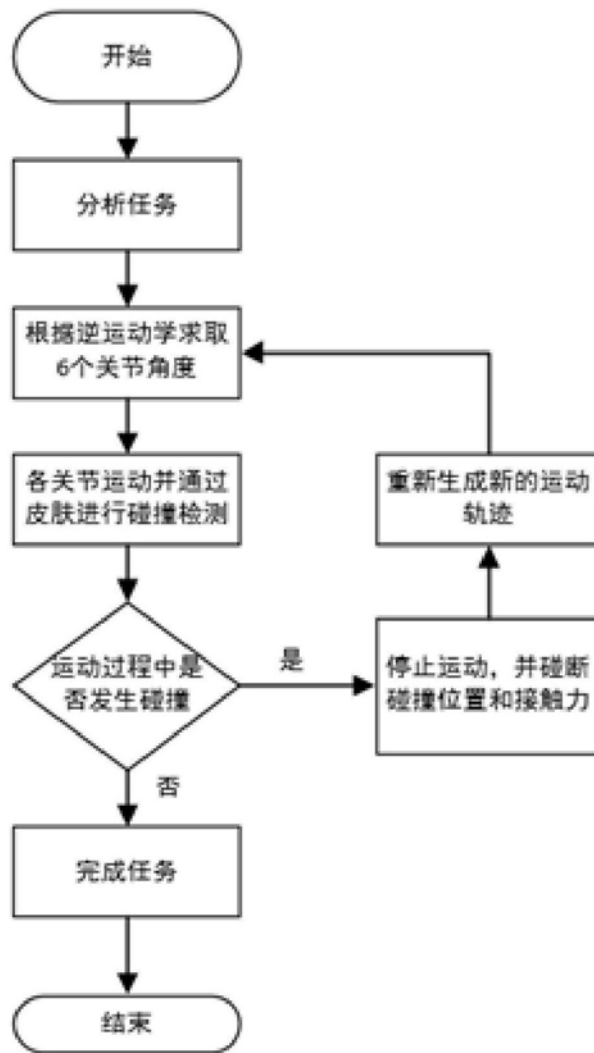 开始
分析任务
根据逆运动学求取
6个关节角度
各关节运动并通过
皮肤进行碰撞检测
重新生成新的运动
轨迹
运动过程中是
否发生碰撞
是
停止运动，并碰断
碰撞位置和接触力
否
完成任务
结束